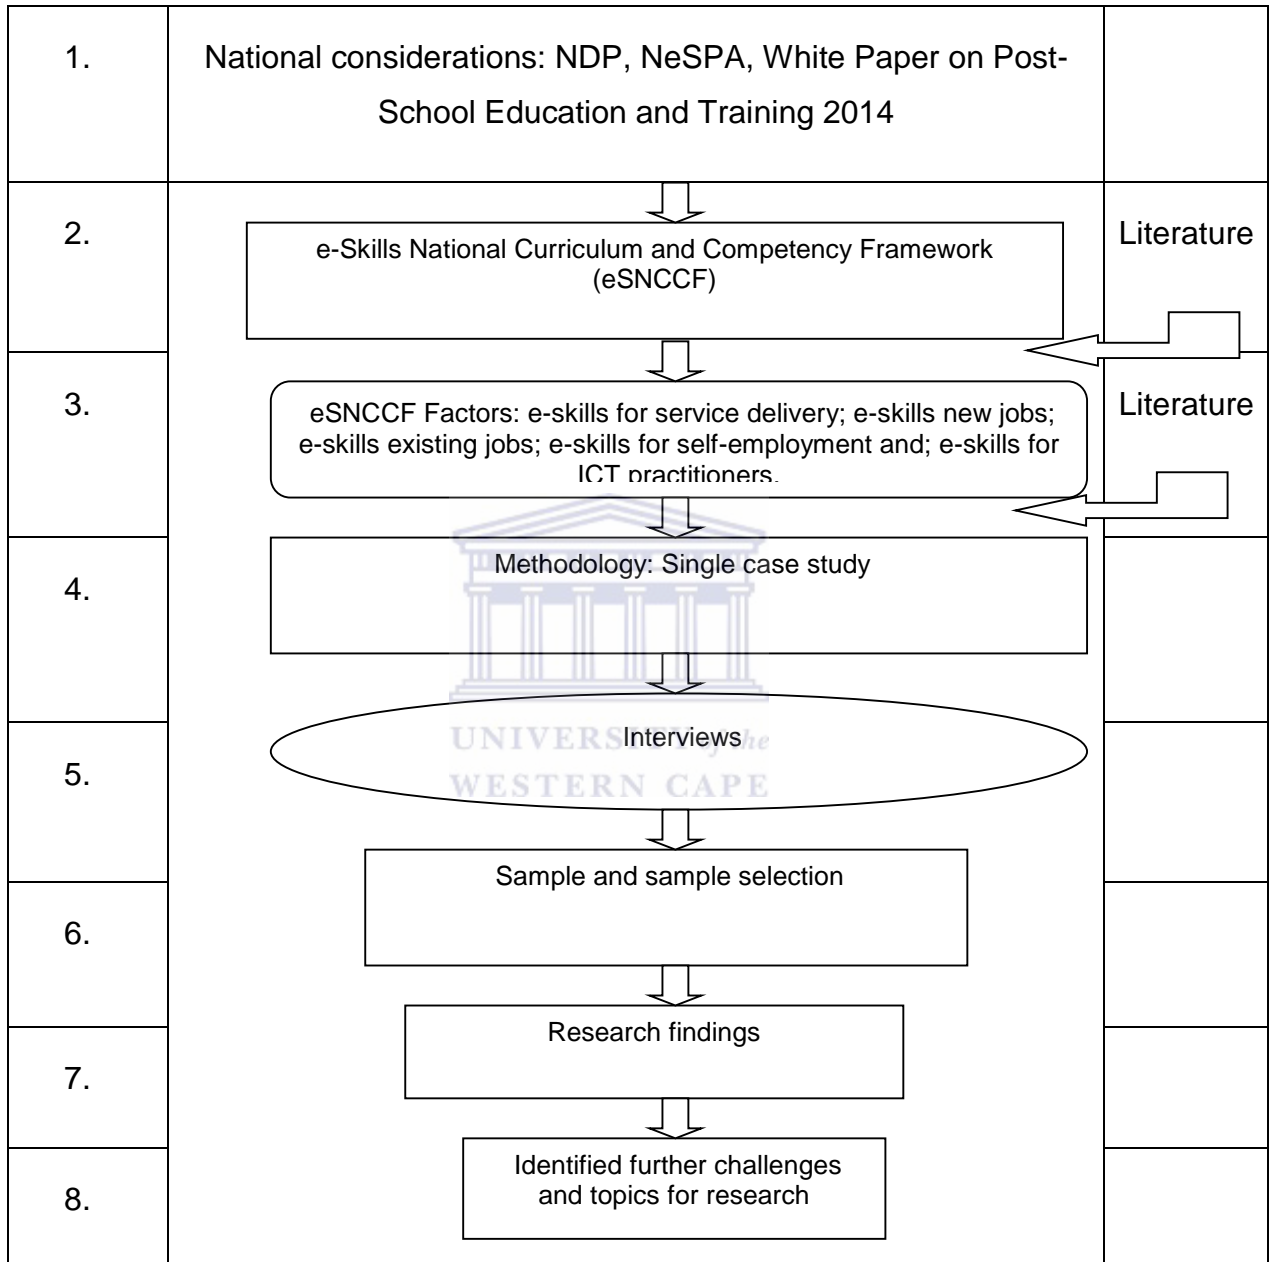 1.
National considerations: NDP, NeSPA, White Paper on Post-
School Education and Training 2014
2.
e-Skills National Curriculum and Competency Framework
(eSNCCF)
Literature
3.
eSNCCF Factors: e-skills for service delivery; e-skills new jobs;
e-skills existing jobs; e-skills for self-employment and; e-skills for
ICT practitioners.
Literature
4.
Methodology: Single case study
5.
Interviews
UNIVERSITY of the
WESTERN CAPE
Sample and sample selection
6.
Research findings
7.
Identified further challenges
and topics for research
8.